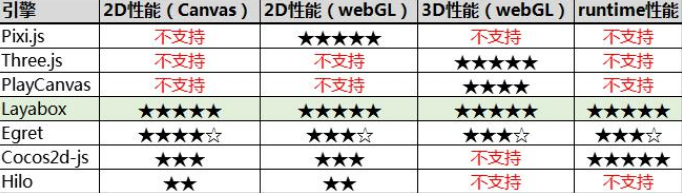 引擎 2D性能（Canvas） 2D性能（webGL） 3D性能（webGL） runtime性能
Pixi.js 不支持 ★★★★★ 不支持 不支持
Three.js 不支持 不支持 ★★★★★ 不支持
PlayCanvas 不支持 不支持 ★★★★ 不支持
Layabox ★★★★★ ★★★★★ ★★★★★ ★★★★★
Egret ★★★★☆ ★★★☆ ★★★☆ ★★★☆
Cocos2d-js ★★★ ★★★ 不支持 ★★★★★
Hilo ★★ ★★ 不支持 不支持